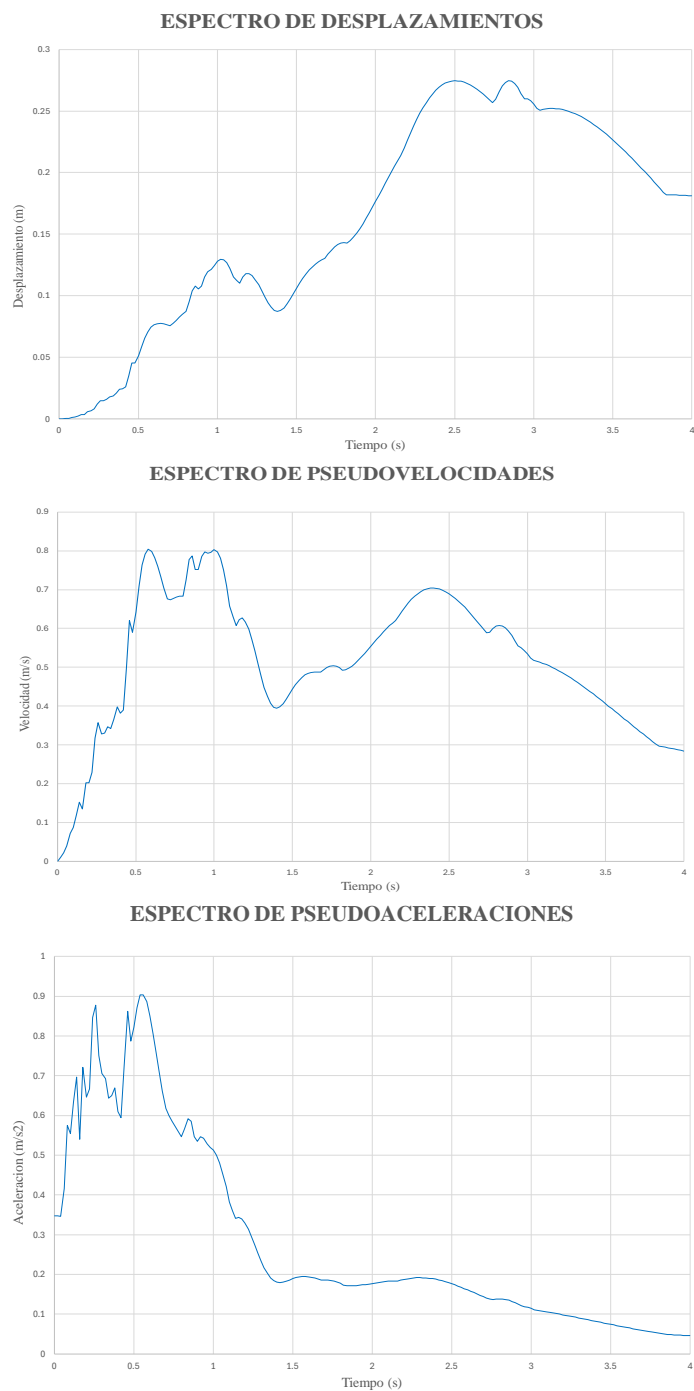 ESPECTRO DE DESPLAZAMIENTOS
0.3
0.25
0.2
0.15
0.1
0.05
0
Desplazamiento (m)
0 0.5 1 1.5 2 2.5 3 3.5 4
Tiempo (s)
ESPECTRO DE PSEUDOVELOCIDADES
0.9
0.8
0.7
0.6
0.5
0.4
0.3
0.2
0.1
0
Velocidad (m/s)
0 0.5 1 1.5 2 2.5 3 3.5 4
Tiempo (s)
ESPECTRO DE PSEUDOACELERACIONES
1
0.9
0.8
0.7
0.6
0.5
0.4
0.3
0.2
0.1
0
Aceleracion (m/s2)
0 0.5 1 1.5 2 2.5 3 3.5 4
Tiempo (s)